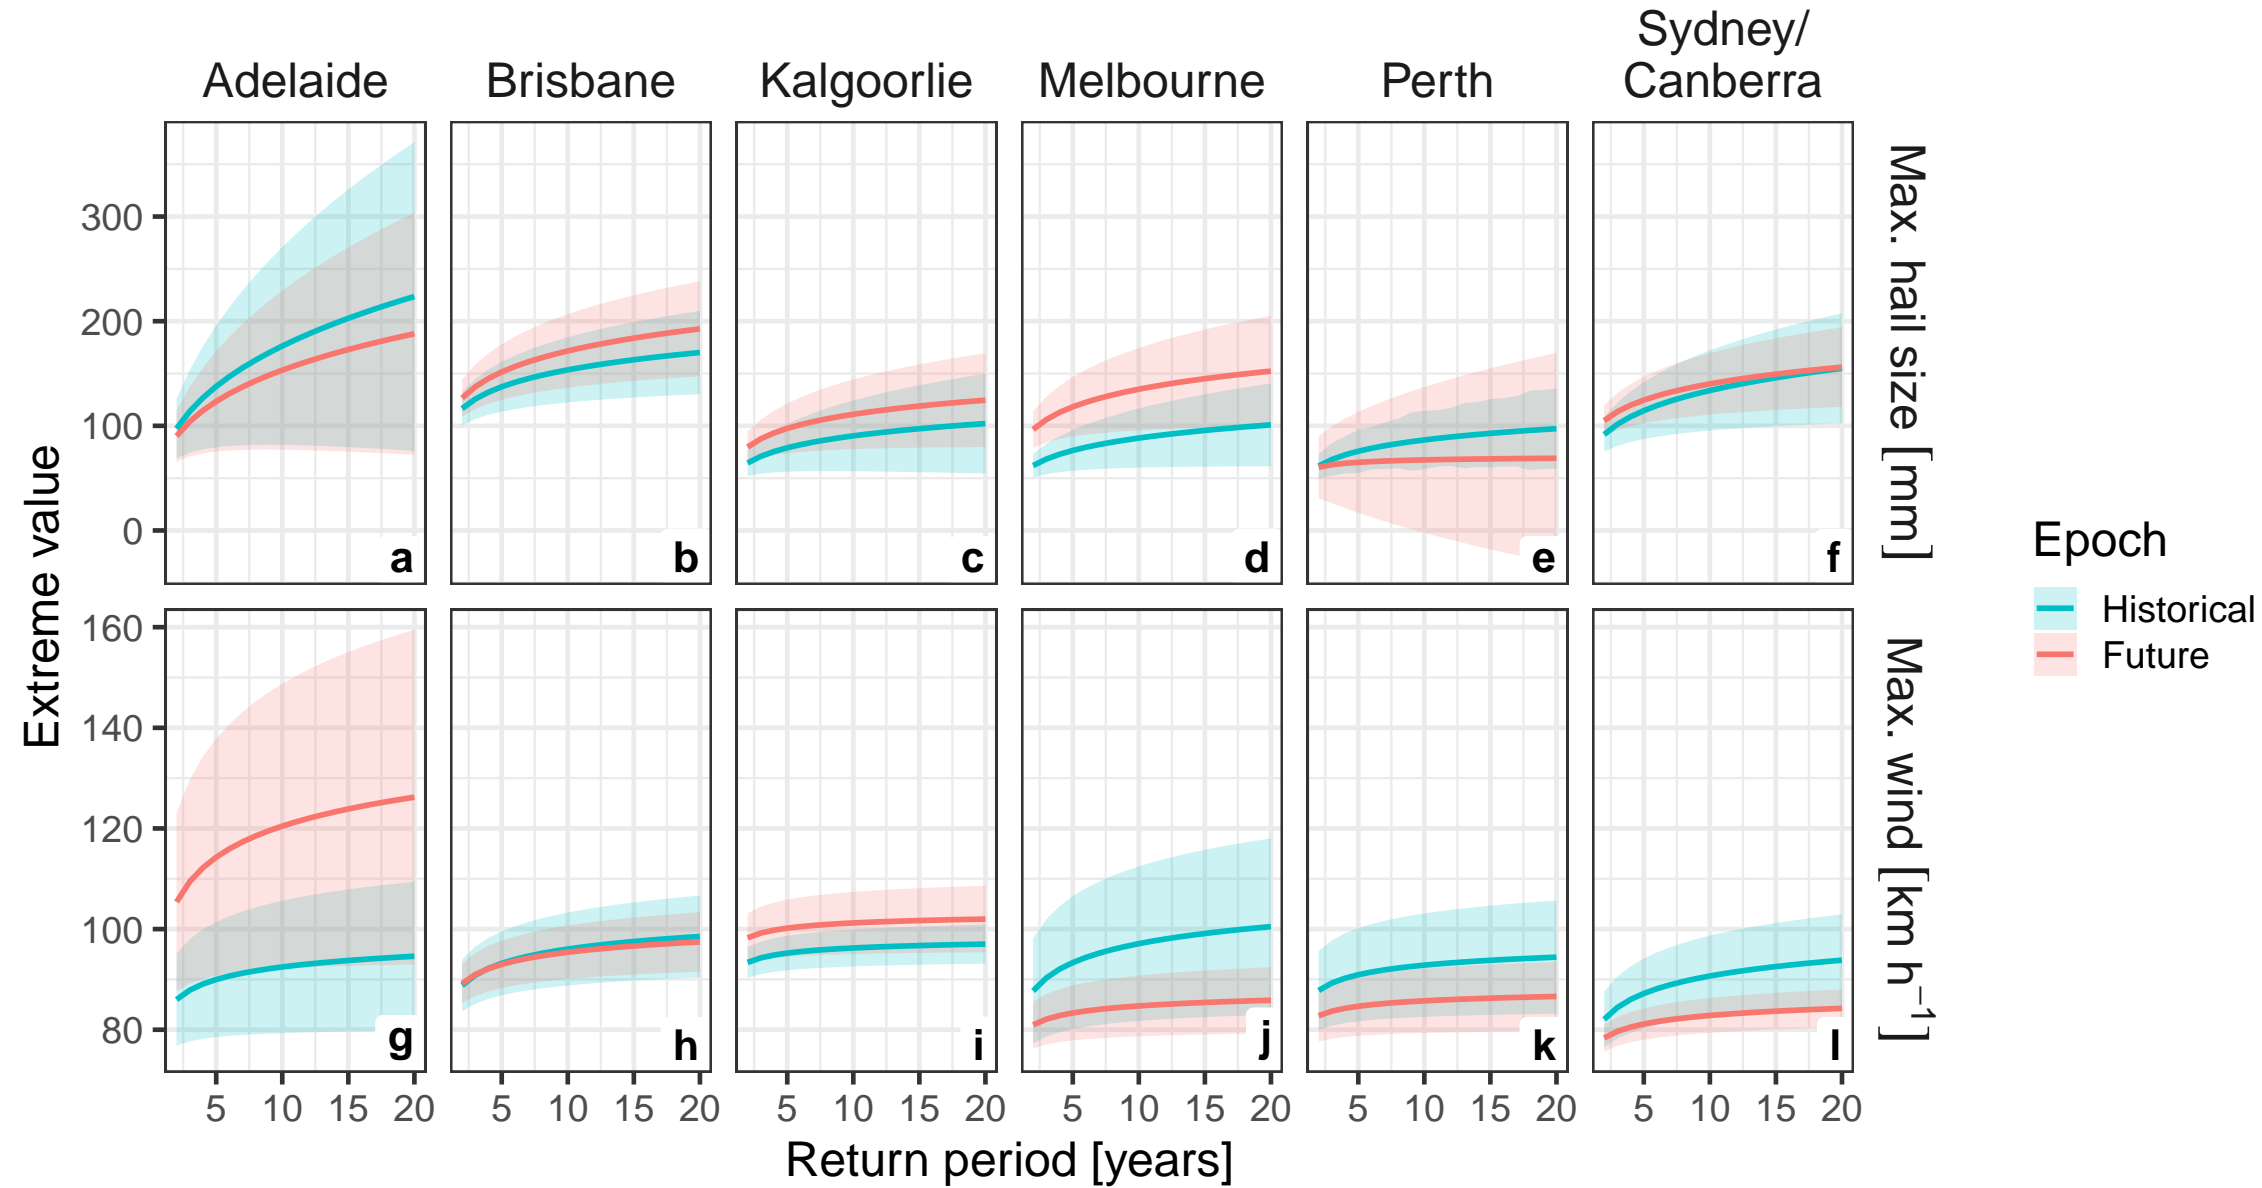 Sydney/
Adelaide Brisbane Kalgoorlie Melbourne Perth Canberra
Extreme value
300
200
100
0
a b c d e f
Max. hail size [mm]
160
140
120
100
80
g h i j k l
Max. wind [km h⁻¹]
5 10 15 20 5 10 15 20 5 10 15 20 5 10 15 20 5 10 15 20 5 10 15 20
Return period [years]
Epoch
Historical
Future